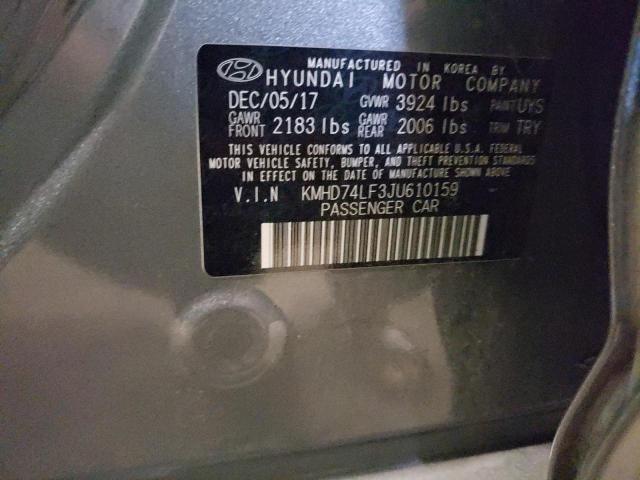 MANUFACTURED IN KOREA BY
HYUNDAI MOTOR COMPANY
DEC/05/17 GVWR 3924 lbs PAINT UYS
GAWR FRONT 2183 lbs GAWR REAR 2006 lbs TRIM TRY
THIS VEHICLE CONFORMS TO ALL APPLICABLE U.S.A. FEDERAL
MOTOR VEHICLE SAFETY, BUMPER, AND THEFT PREVENTION STANDARDS
IN EFFECT ON THE DATE OF MANUFACTURE SHOWN ABOVE.
V.I.N KMHD74LF3JU610159
PASSENGER CAR